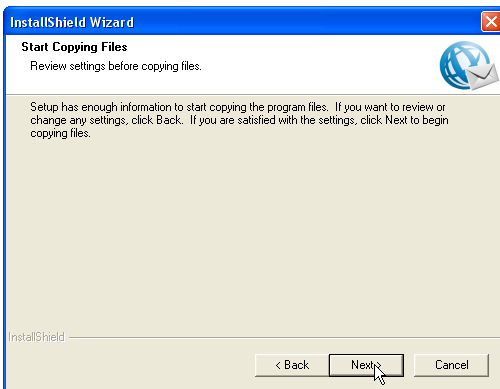 InstallShield Wizard
Start Copying Files
Review settings before copying files.
Setup has enough information to start copying the program files.  If you want to review or
change any settings, click Back.  If you are satisfied with the settings, click Next to begin
copying files.
InstallShield
< Back
Next >
Cancel